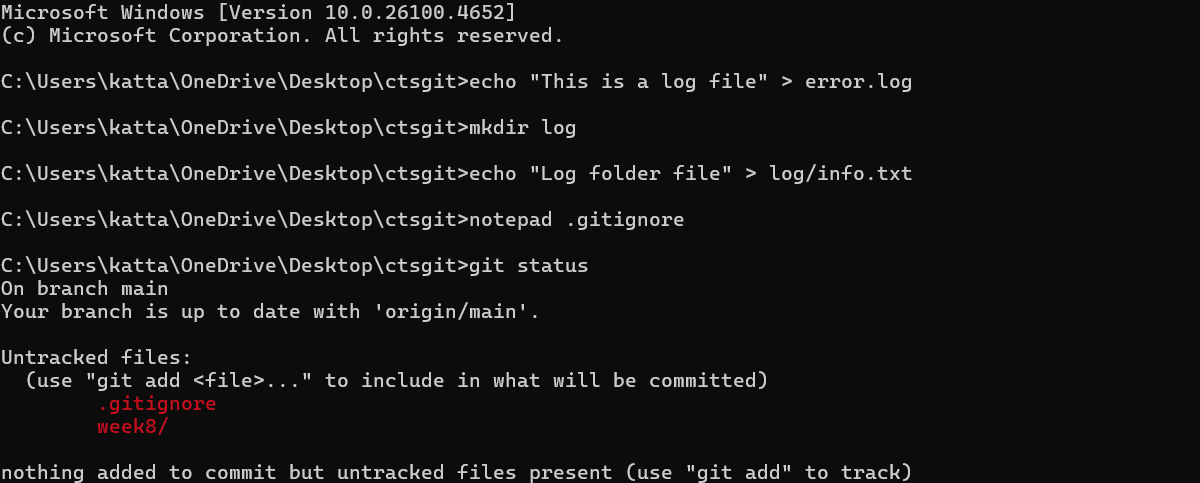 Microsoft Windows [Version 10.0.26100.4652]
(c) Microsoft Corporation. All rights reserved.
C:\Users\katta\OneDrive\Desktop\ctsgit>echo "This is a log file" > error.log
C:\Users\katta\OneDrive\Desktop\ctsgit>mkdir log
C:\Users\katta\OneDrive\Desktop\ctsgit>echo "Log folder file" > log/info.txt
C:\Users\katta\OneDrive\Desktop\ctsgit>notepad .gitignore
C:\Users\katta\OneDrive\Desktop\ctsgit>git status
On branch main
Your branch is up to date with 'origin/main'.
Untracked files:
  (use "git add <file>..." to include in what will be committed)
        .gitignore
        week8/
nothing added to commit but untracked files present (use "git add" to track)